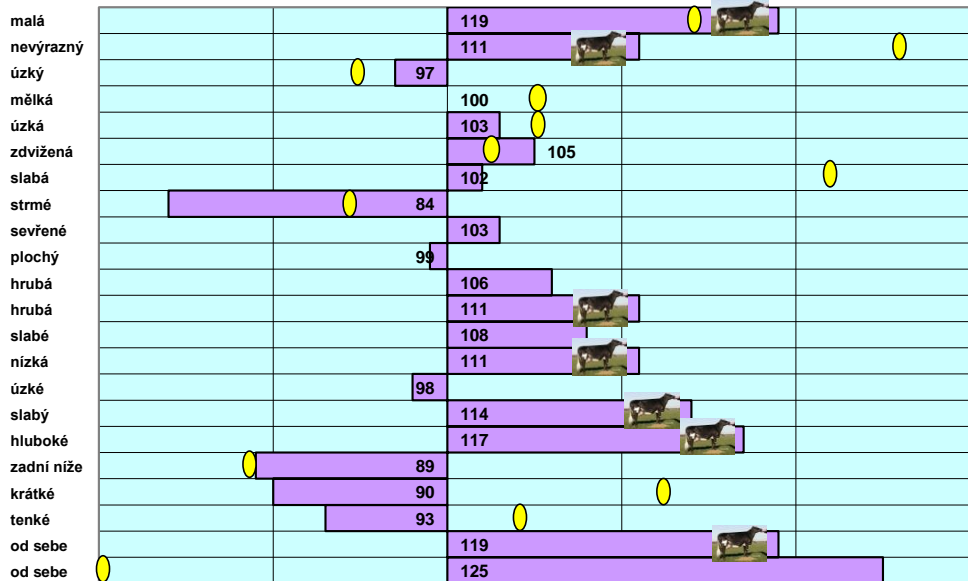 malá 119
nevýrazný 111
úzký 97
mělká 100
úzká 103
zdvižená 105
slabá 102
strmé 84
sevřené 103
plochý 99
hrubá 106
hrubá 111
slabé 108
nízká 111
úzké 98
slabý 114
hluboké 117
zadní níže 89
krátké 90
tenké 93
od sebe 119
od sebe 125